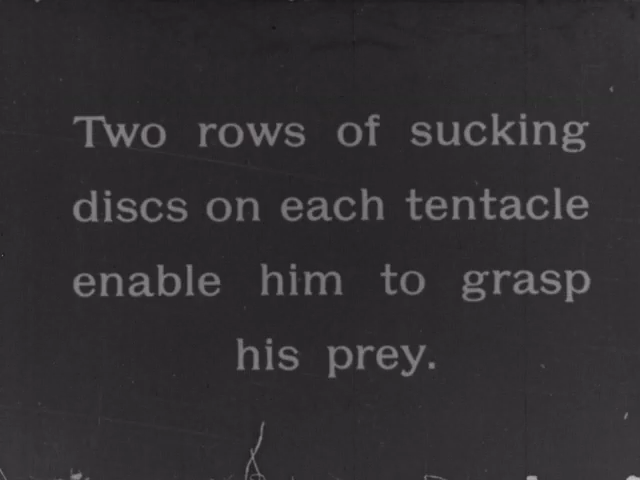 Two rows of sucking
discs on each tentacle
enable him to grasp
his prey.